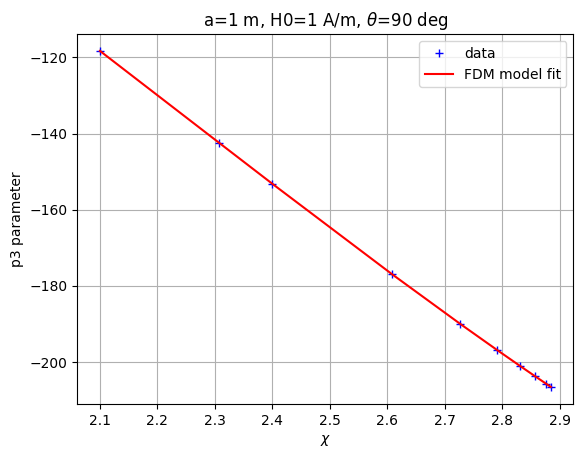 a=1 m, H0=1 A/m, θ=90 deg
data
FDM model fit
p3 parameter
−120
−140
−160
−180
−200
2.1 2.2 2.3 2.4 2.5 2.6 2.7 2.8 2.9
χ